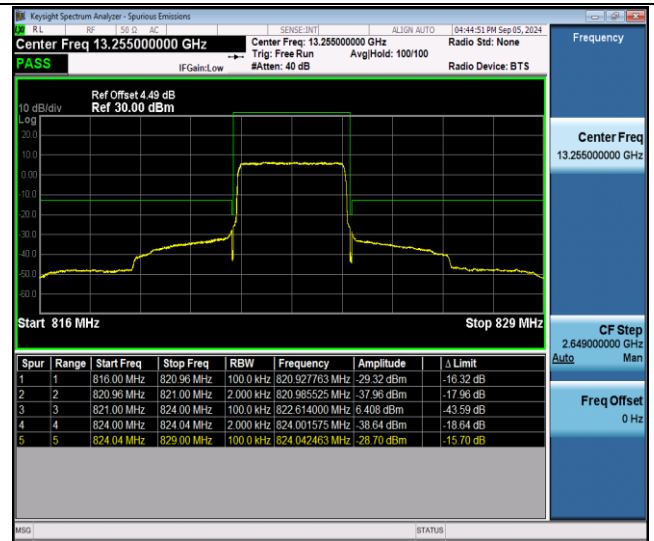 Keysight Spectrum Analyzer - Spurious Emissions
RL RF 50 Ω AC SENSE:INT ALIGN AUTO 04:44:51 PM Sep 05, 2024
Center Freq 13.255000000 GHz
Center Freq: 13.255000000 GHz
Radio Std: None
Trig: Free Run Avg|Hold: 100/100
PASS
IFGain:Low
#Atten: 40 dB
Radio Device: BTS
Ref Offset 4.49 dB
10 dB/div Ref 30.00 dBm
Log
20.0
10.0
0.00
-10.0
-20.0
-30.0
-40.0
-50.0
-60.0
Start 816 MHz Stop 829 MHz
Spur Range Start Freq Stop Freq RBW Frequency Amplitude Δ Limit
1 1 816.00 MHz 820.96 MHz 100.0 kHz 820.927763 MHz -29.32 dBm -16.32 dB
2 2 820.96 MHz 821.00 MHz 2.000 kHz 820.985525 MHz -37.96 dBm -17.96 dB
3 3 821.00 MHz 824.00 MHz 100.0 kHz 822.614000 MHz 6.408 dBm -43.59 dB
4 4 824.00 MHz 824.04 MHz 2.000 kHz 824.001575 MHz -38.64 dBm -18.64 dB
5 5 824.04 MHz 829.00 MHz 100.0 kHz 824.042463 MHz -28.70 dBm -15.70 dB
MSG STATUS
Frequency
Center Freq
13.255000000 GHz
CF Step
2.649000000 GHz
Auto Man
Freq Offset
0 Hz